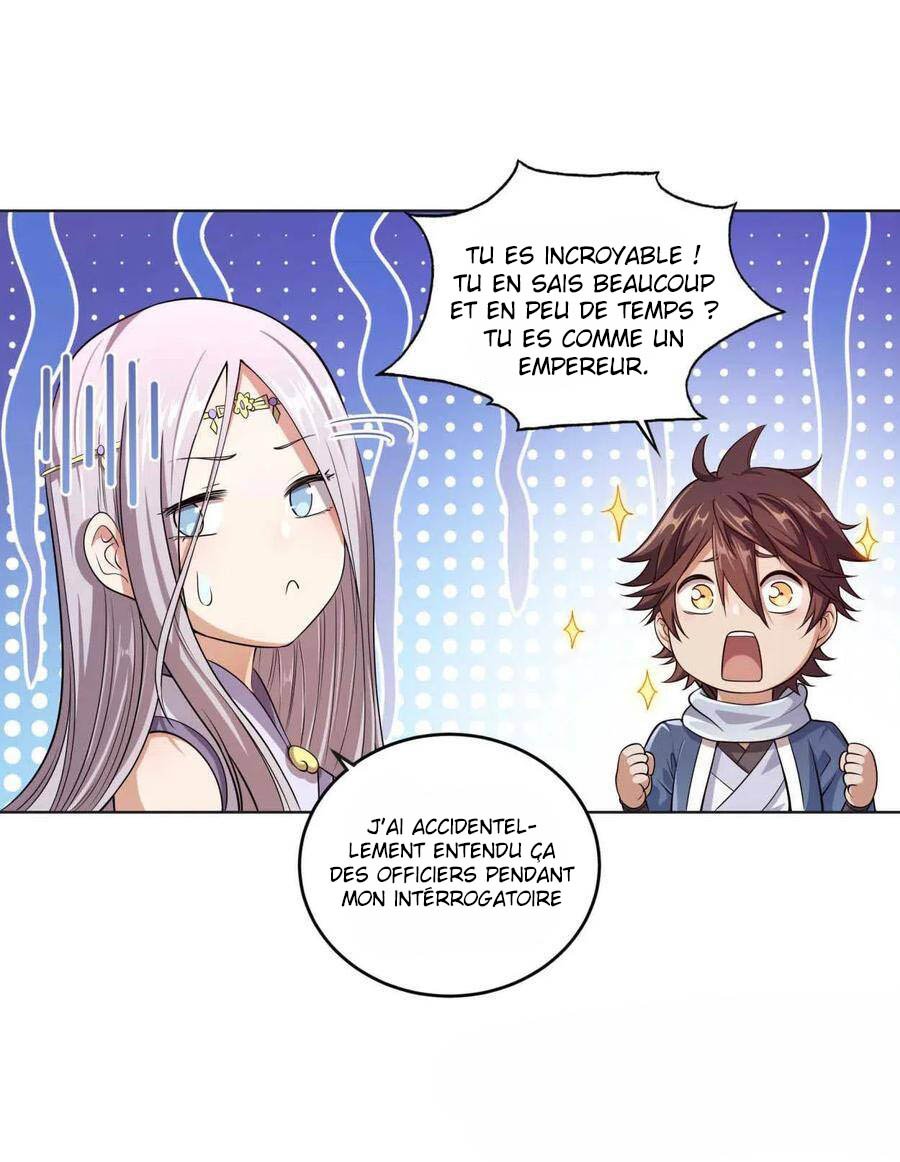 TU ES INCROYABLE !
TU EN SAIS BEAUCOUP
ET EN PEU DE TEMPS ?
TU ES COMME UN
EMPEREUR.
J'AI ACCIDENTEL-
LEMENT ENTENDU ÇA
DES OFFICIERS PENDANT
MON INTÉRROGATOIRE